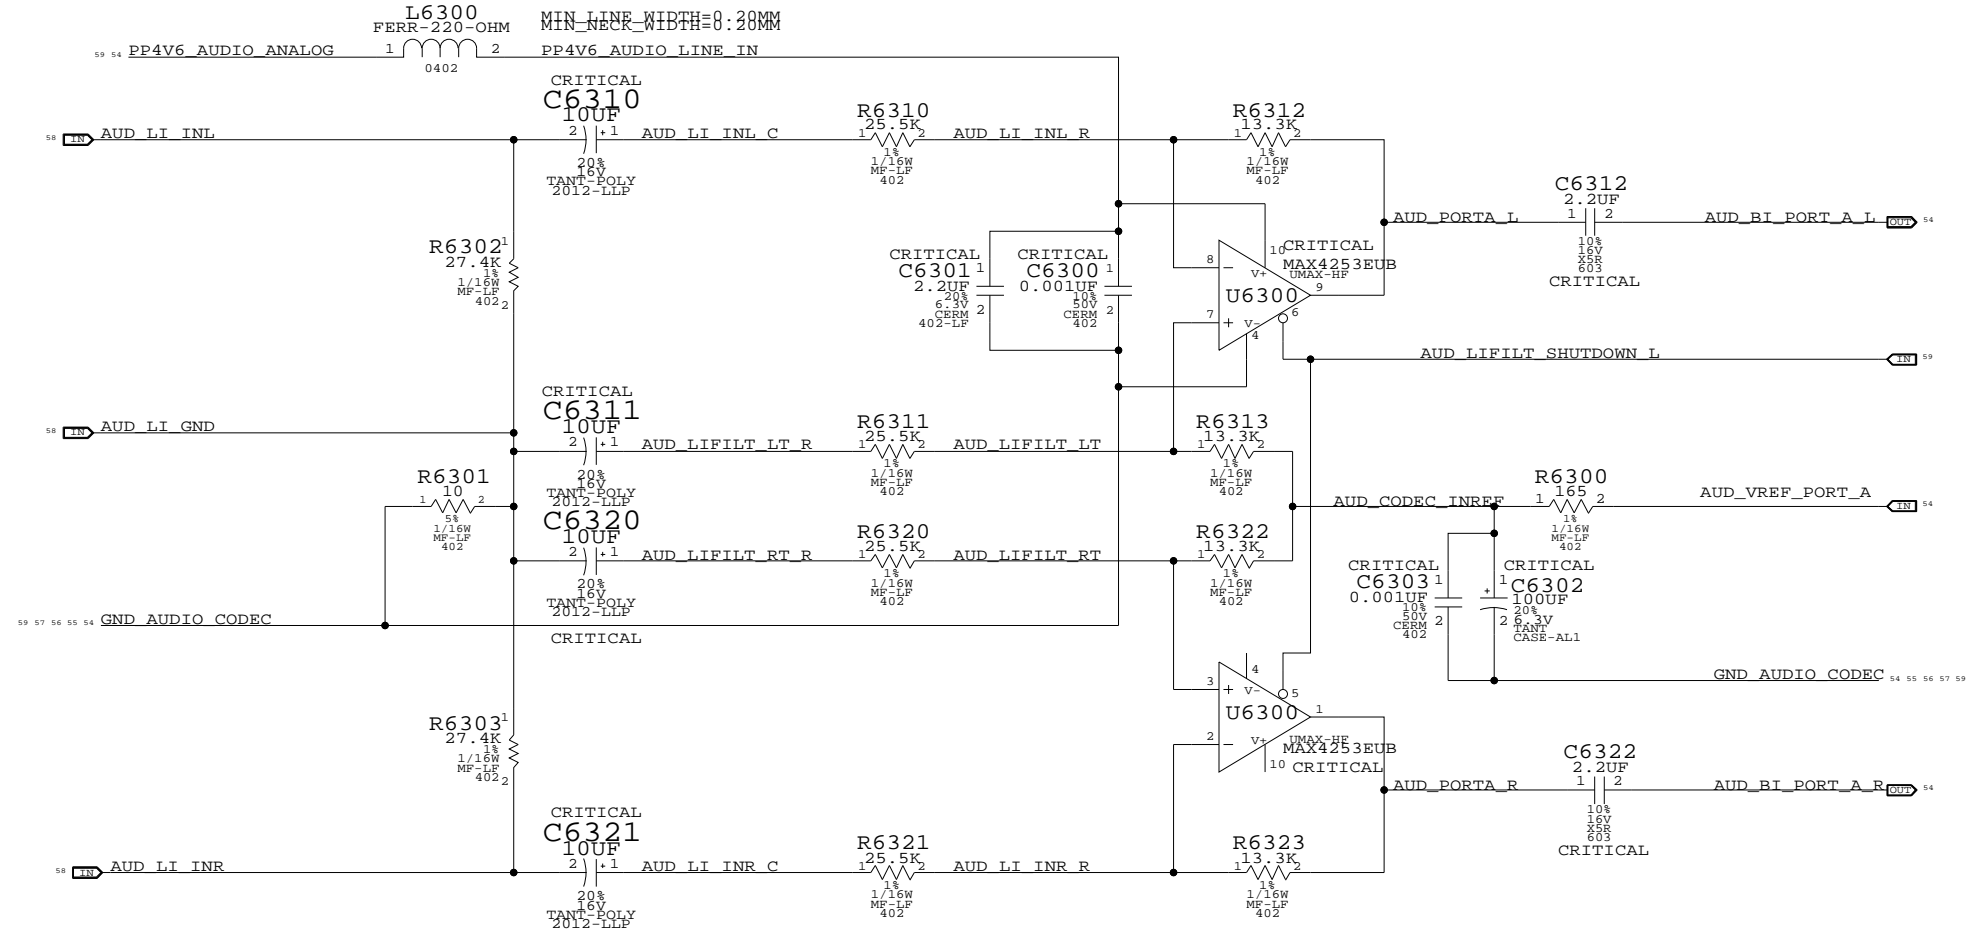 L6300
FERR-220-OHM
MIN_LINE_WIDTH=0.20MM
MIN_NECK_WIDTH=0.20MM
59 54 PP4V6_AUDIO_ANALOG 1 2 PP4V6_AUDIO_LINE_IN
0402
CRITICAL
C6310
10UF
58 IN AUD_LI_INL 2 + 1 AUD_LI_INL_C
20%
16V
TANT-POLY
2012-LLP
R6310
25.5K
1 2 AUD_LI_INL_R
1%
1/16W
MF-LF
402
R6312
13.3K
1 2
1%
1/16W
MF-LF
402
C6312
2.2UF
AUD_PORTA_L 1 2 AUD_BI_PORT_A_L OUT 54
10%
16V
X5R
603
CRITICAL
R6302 1
27.4K
1%
1/16W
MF-LF
402 2
CRITICAL
C6301 1
2.2UF
20%
6.3V 2
CERM
402-LF
CRITICAL
C6300 1
0.001UF
10%
50V 2
CERM
402
10 CRITICAL
MAX4253EUB
UMAX-HF
8 - V+
U6300 9
7 + V- 6
4
AUD_LIFILT_SHUTDOWN_L IN 59
CRITICAL
C6311
10UF
58 IN AUD_LI_GND
2 + 1 AUD_LIFILT_LT_R
20%
16V
TANT-POLY
2012-LLP
R6311
25.5K
1 2 AUD_LIFILT_LT
1%
1/16W
MF-LF
402
R6313
13.3K
1 2
1%
1/16W
MF-LF
402
R6301
10
1 2
5%
1/16W
MF-LF
402
AUD_CODEC_INREF
R6300
165
1 2 AUD_VREF_PORT_A IN 54
1%
1/16W
MF-LF
402
C6320
10UF
2 + 1 AUD_LIFILT_RT_R
20%
16V
TANT-POLY
2012-LLP
CRITICAL
R6320
25.5K
1 2 AUD_LIFILT_RT
1%
1/16W
MF-LF
402
R6322
13.3K
1 2
1%
1/16W
MF-LF
402
CRITICAL
C6303 1
0.001UF
10%
50V 2
CERM
402
CRITICAL
1 C6302
+ 100UF
20%
2 6.3V
TANT
CASE-AL1
59 57 56 55 54 GND_AUDIO_CODEC
GND_AUDIO_CODEC 54 55 56 57 59
4
3 + V- 5
U6300 1
2 - V+ UMAX-HF
MAX4253EUB
10 CRITICAL
R6303 1
27.4K
1%
1/16W
MF-LF
402 2
C6322
2.2UF
AUD_PORTA_R 1 2 AUD_BI_PORT_A_R OUT 54
10%
16V
X5R
603
CRITICAL
CRITICAL
C6321
10UF
58 IN AUD_LI_INR 2 + 1 AUD_LI_INR_C
20%
16V
TANT-POLY
2012-LLP
R6321
25.5K
1 2 AUD_LI_INR_R
1%
1/16W
MF-LF
402
R6323
13.3K
1 2
1%
1/16W
MF-LF
402